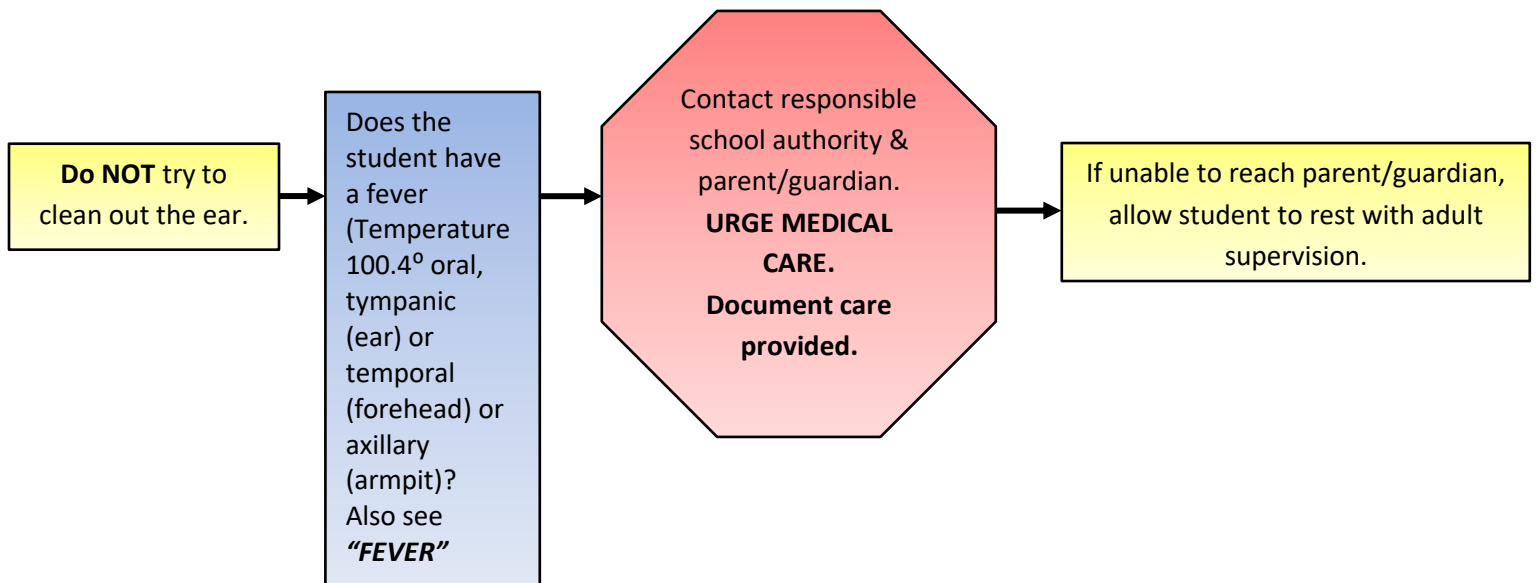 Do NOT try to
clean out the ear.
Does the
student have
a fever
(Temperature
100.4⁰ oral,
tympanic
(ear) or
temporal
(forehead) or
axillary
(armpit)?
Also see
“FEVER”
Contact responsible
school authority &
parent/guardian.
URGE MEDICAL
CARE.
Document care
provided.
If unable to reach parent/guardian,
allow student to rest with adult
supervision.